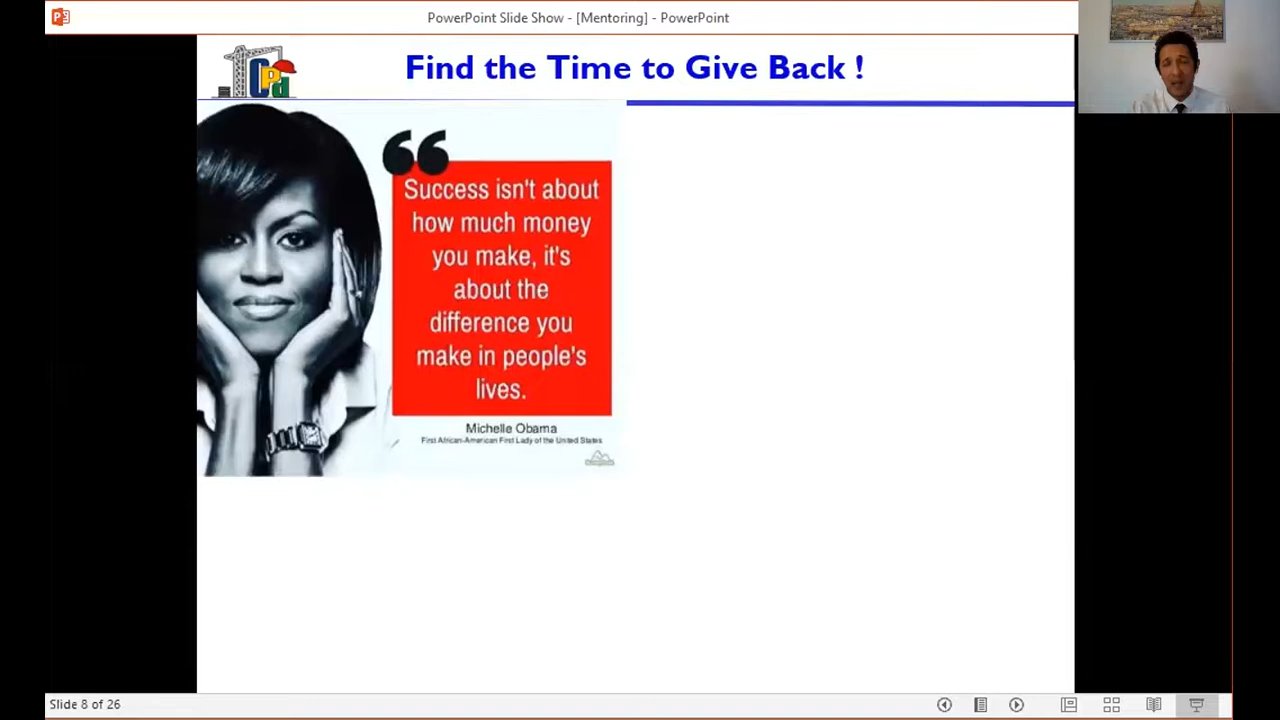 PowerPoint Slide Show - [Mentoring] - PowerPoint
CPd
Find the Time to Give Back !
Success isn't about
how much money
you make, it's
about the
difference you
make in people's
lives.
Michelle Obama
First African-American First Lady of the United States
Slide 8 of 26